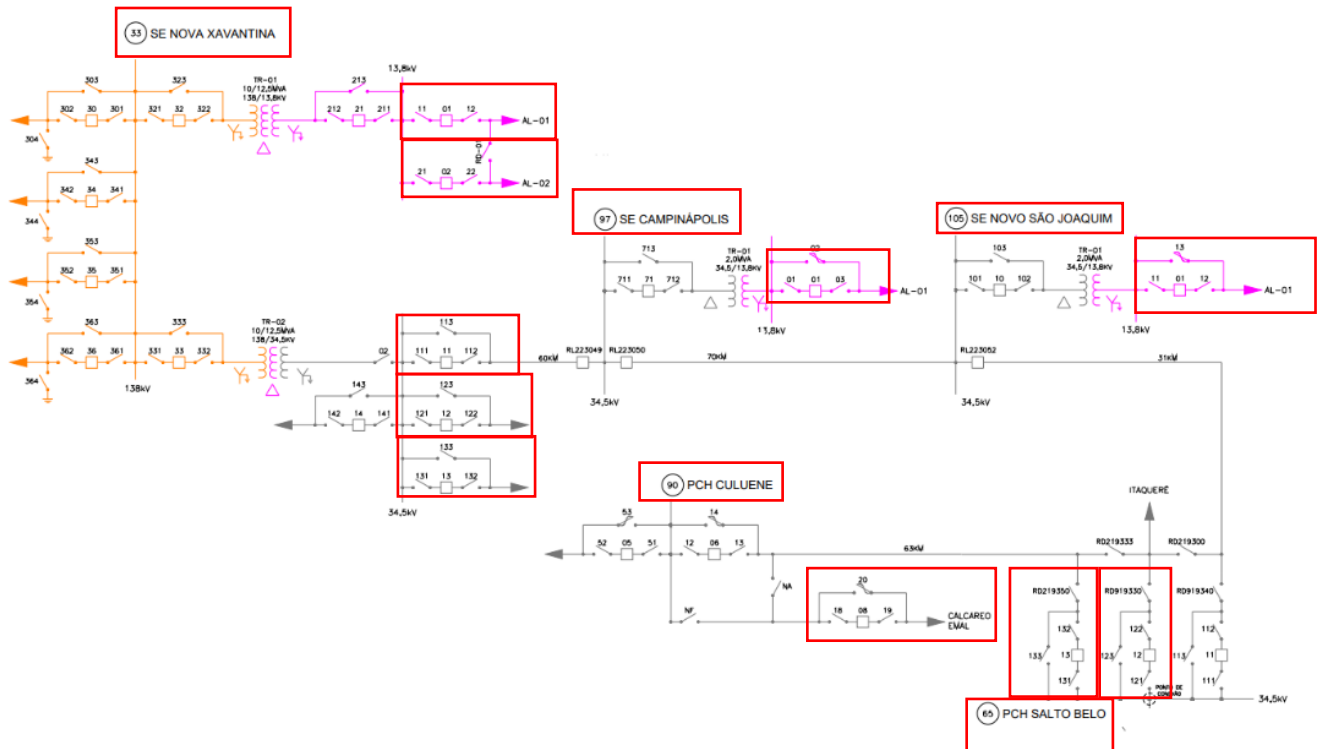 33 SE NOVA XAVANTINA
13,8kV
303
323
TR-01
10/12,5MVA
138/13,8KV
213
302 30 301
321 32 322
212 21 211
11 01 12
AL-01
304
RD-01
343
21 02 22
AL-02
342 34 341
344
353
352 35 351
354
363
333
TR-02
10/12,5MVA
138/34,5KV
362 36 361
331 33 332
364
138kV
02
113
111 11 112
60KM
RL223049
RL223050
70KM
RL223052
31KM
143
123
142 14 141
121 12 122
133
131 13 132
34,5kV
97 SE CAMPINÁPOLIS
713
TR-01
2,0MVA
34,5/13,8KV
02
711 71 712
01 01 03
AL-01
13,8kV
34,5kV
105 SE NOVO SÃO JOAQUIM
103
TR-01
2,0MVA
34,5/13,8KV
13
101 10 102
11 01 12
AL-01
13,8kV
34,5kV
90 PCH CULUENE
53
14
52 05 51
12 06 13
63KM
NA
NF
20
18 08 19
CALCAREO
EMAL
ITAQUERÊ
RD219333
RD219300
RD219350
RD919330
RD919340
132
122
112
133
13
123
12
113
11
131
121
111
PONTO DE
CONEXÃO
34,5kV
65 PCH SALTO BELO